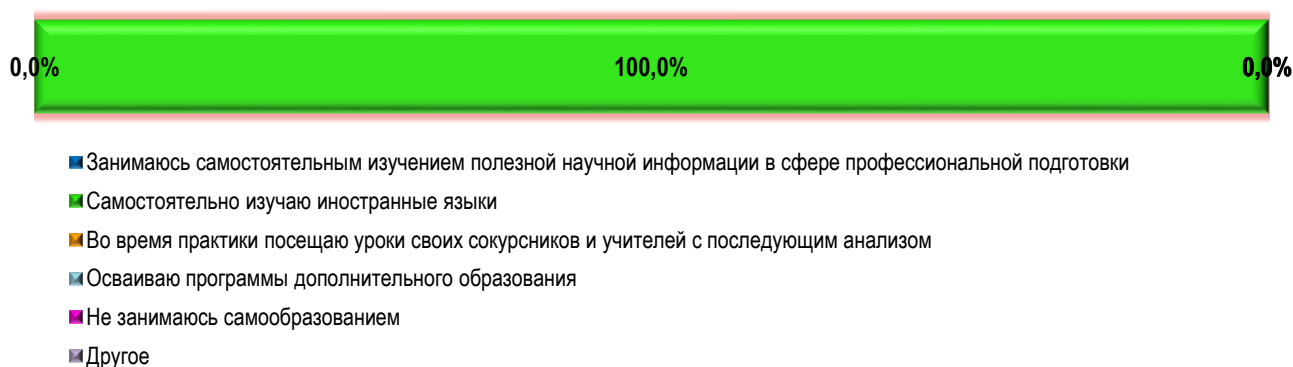 0,0% 100,0% 0,0%
Занимаюсь самостоятельным изучением полезной научной информации в сфере профессиональной подготовки
Самостоятельно изучаю иностранные языки
Во время практики посещаю уроки своих сокурсников и учителей с последующим анализом
Осваиваю программы дополнительного образования
Не занимаюсь самообразованием
Другое